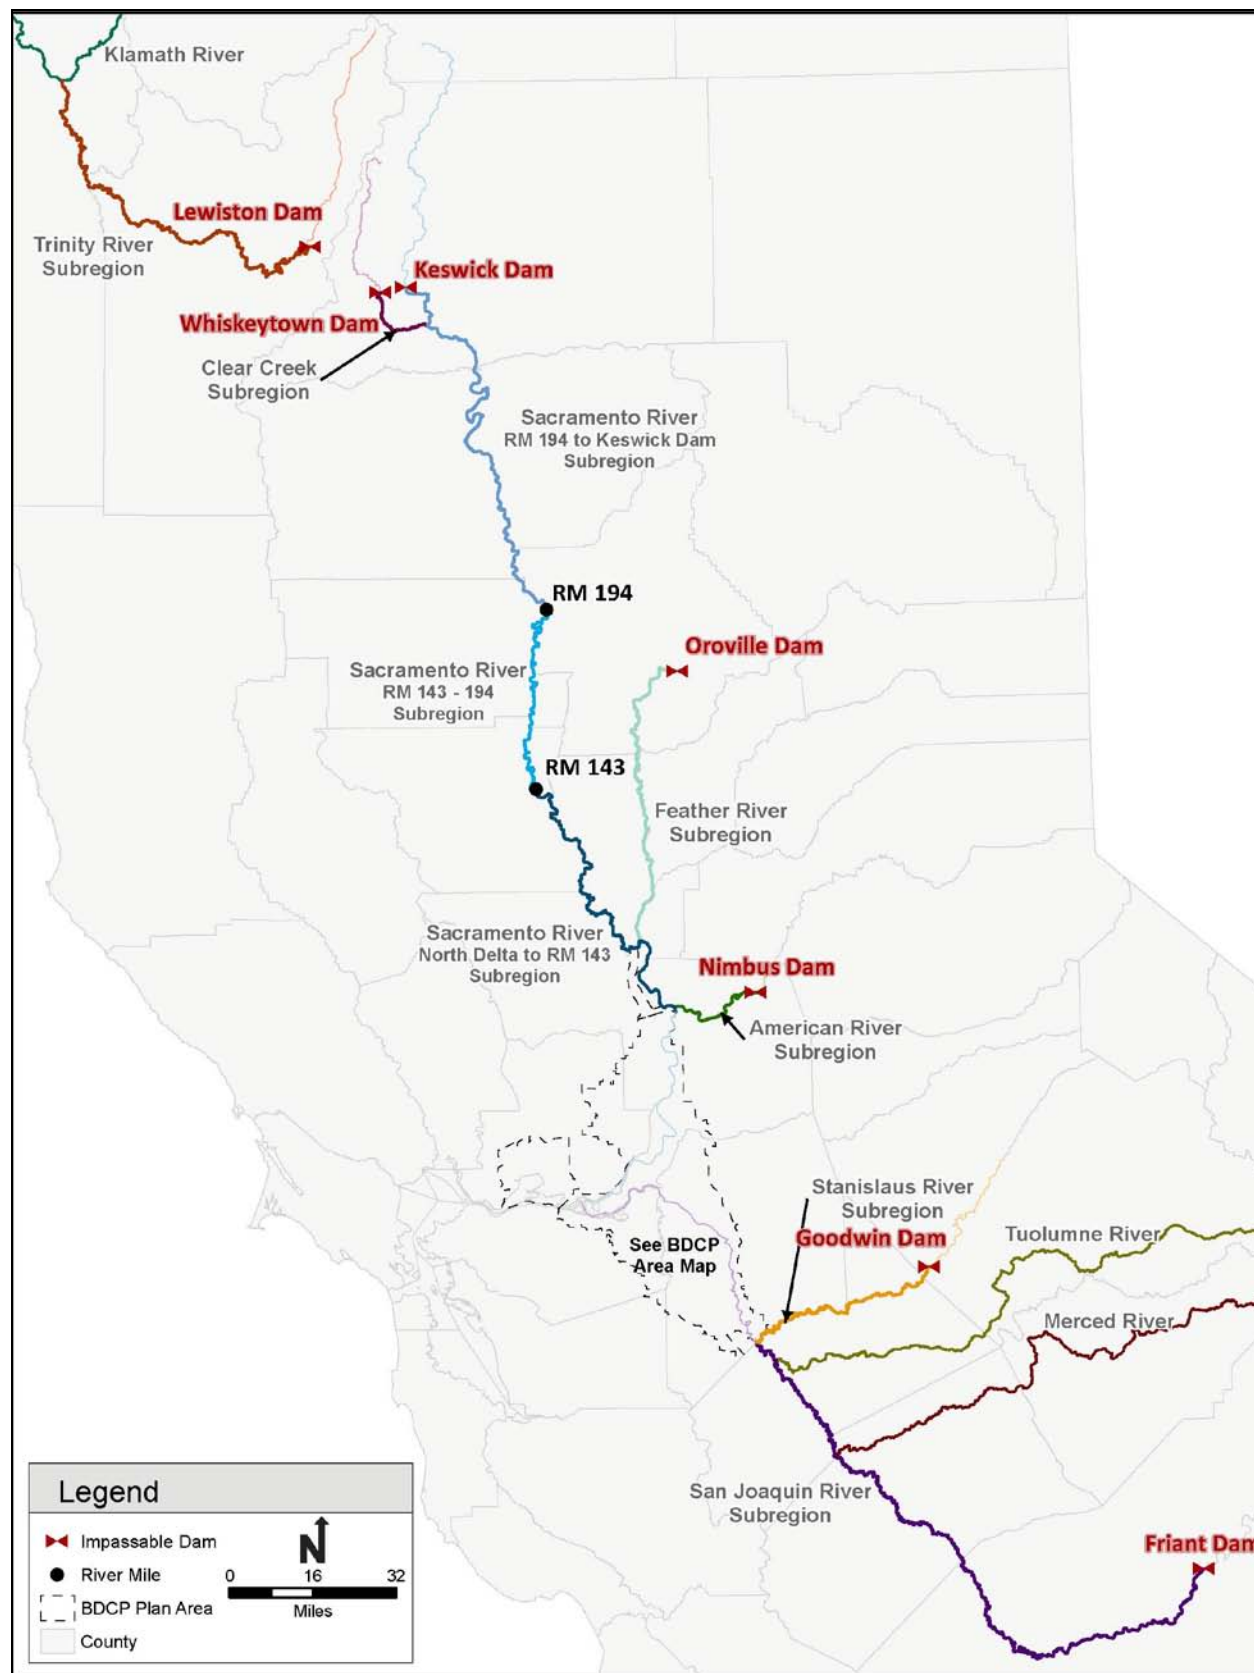 Klamath River
Lewiston Dam
Trinity River
Subregion
Keswick Dam
Whiskeytown Dam
Clear Creek
Subregion
Sacramento River
RM 194 to Keswick Dam
Subregion
RM 194
Oroville Dam
Sacramento River
RM 143 - 194
Subregion
RM 143
Feather River
Subregion
Sacramento River
North Delta to RM 143
Subregion
Nimbus Dam
American River
Subregion
Stanislaus River
Subregion
Goodwin Dam
Tuolumne River
See BDCP
Area Map
Merced River
San Joaquin River
Subregion
Friant Dam
Legend
Impassable Dam
River Mile
BDCP Plan Area
County
N
0 16 32
Miles